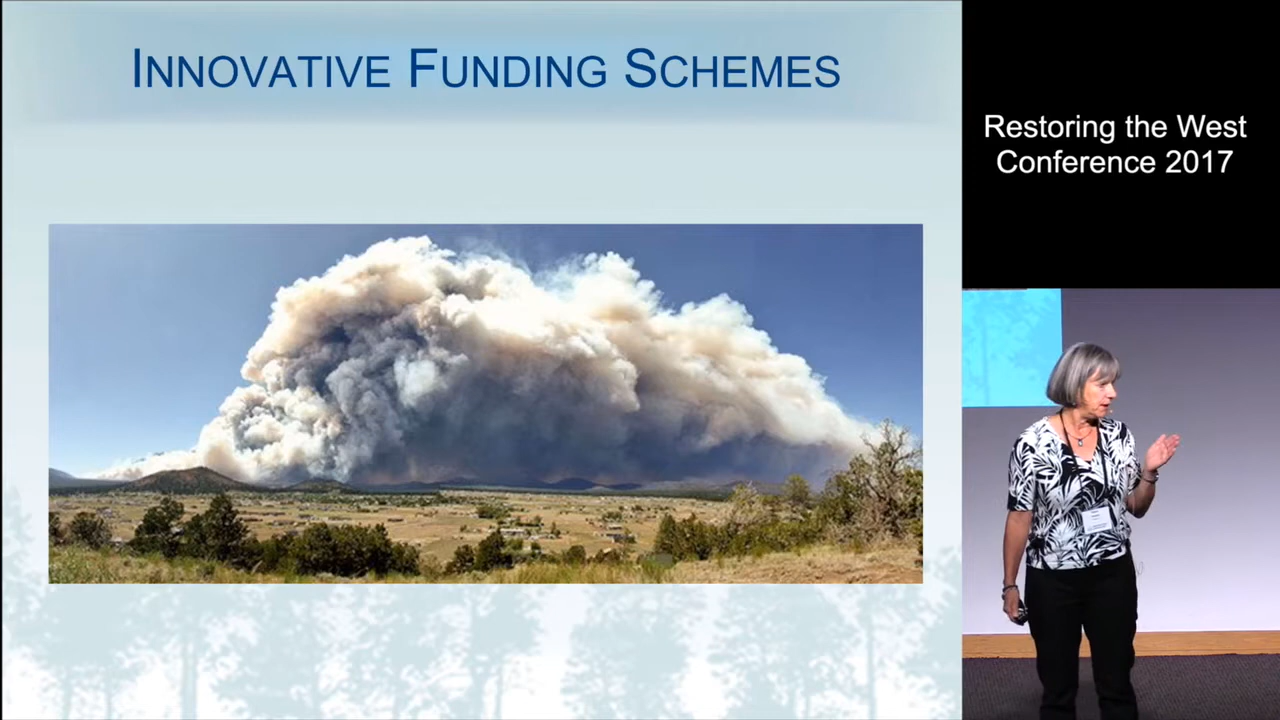 INNOVATIVE FUNDING SCHEMES
Restoring the West
Conference 2017